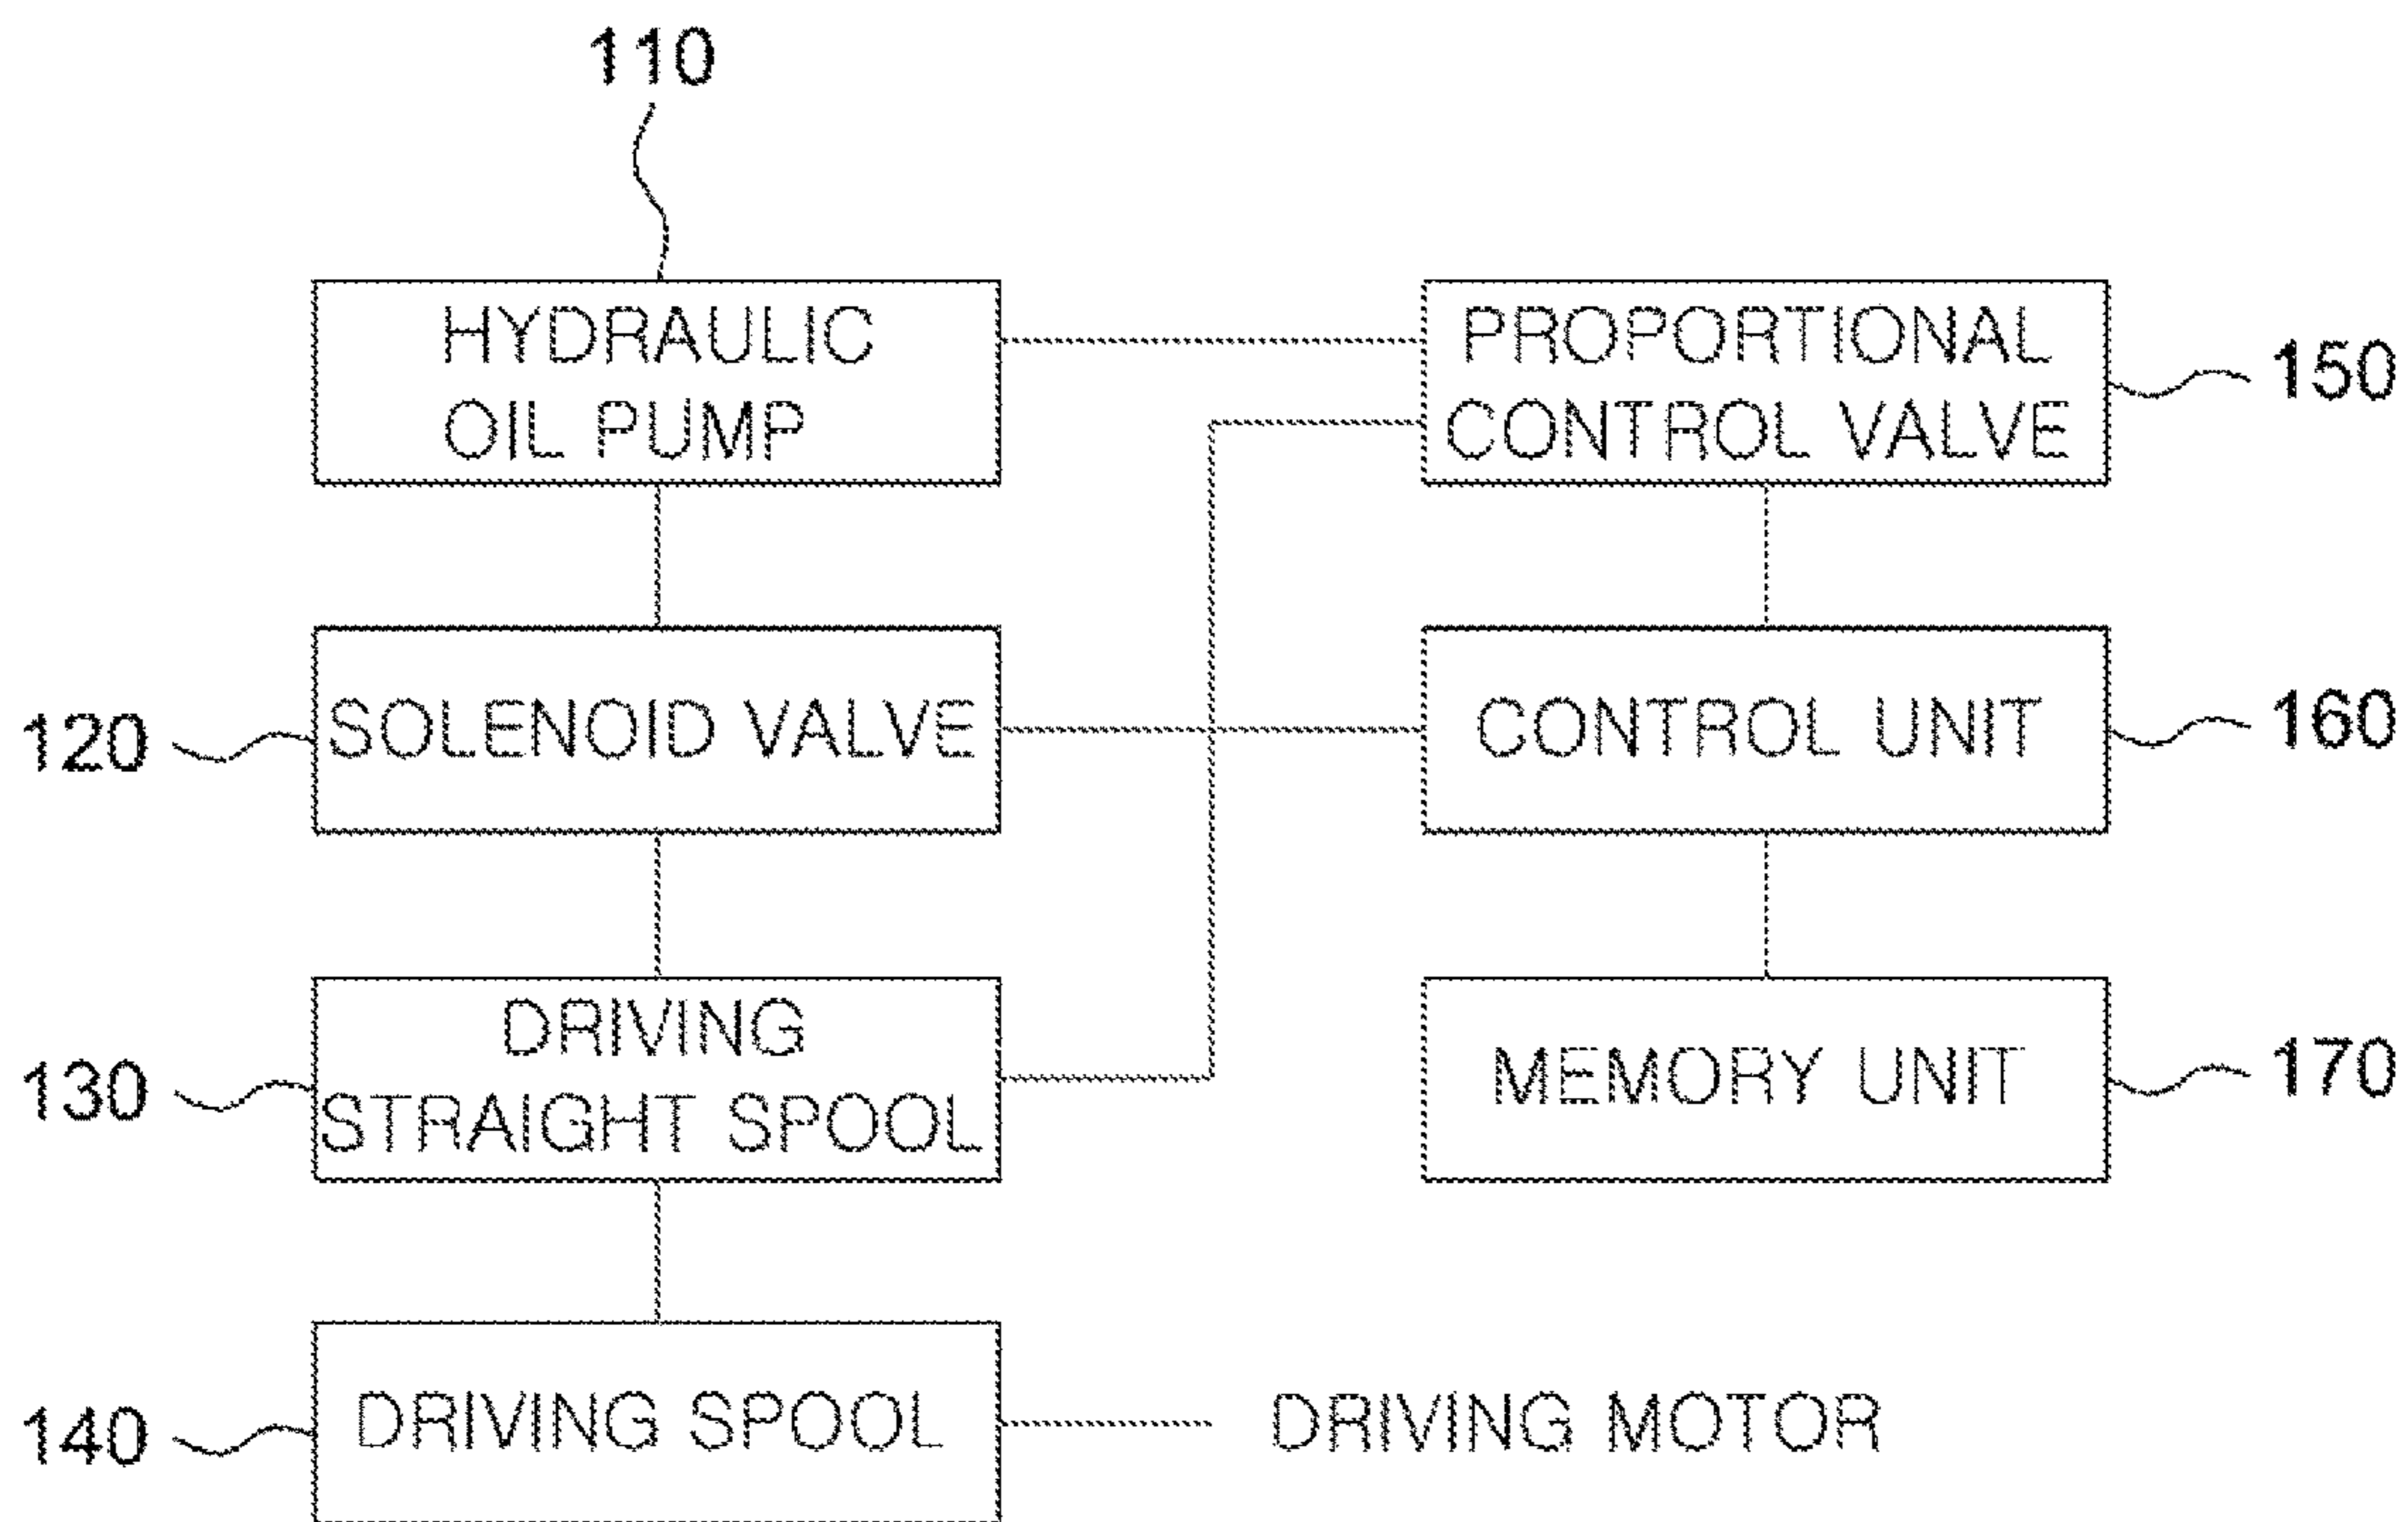 110
HYDRAULIC
OIL PUMP
PROPORTIONAL
CONTROL VALVE
150
120
SOLENOID VALVE
CONTROL UNIT
160
130
DRIVING
STRAIGHT SPOOL
MEMORY UNIT
170
140
DRIVING SPOOL
DRIVING MOTOR